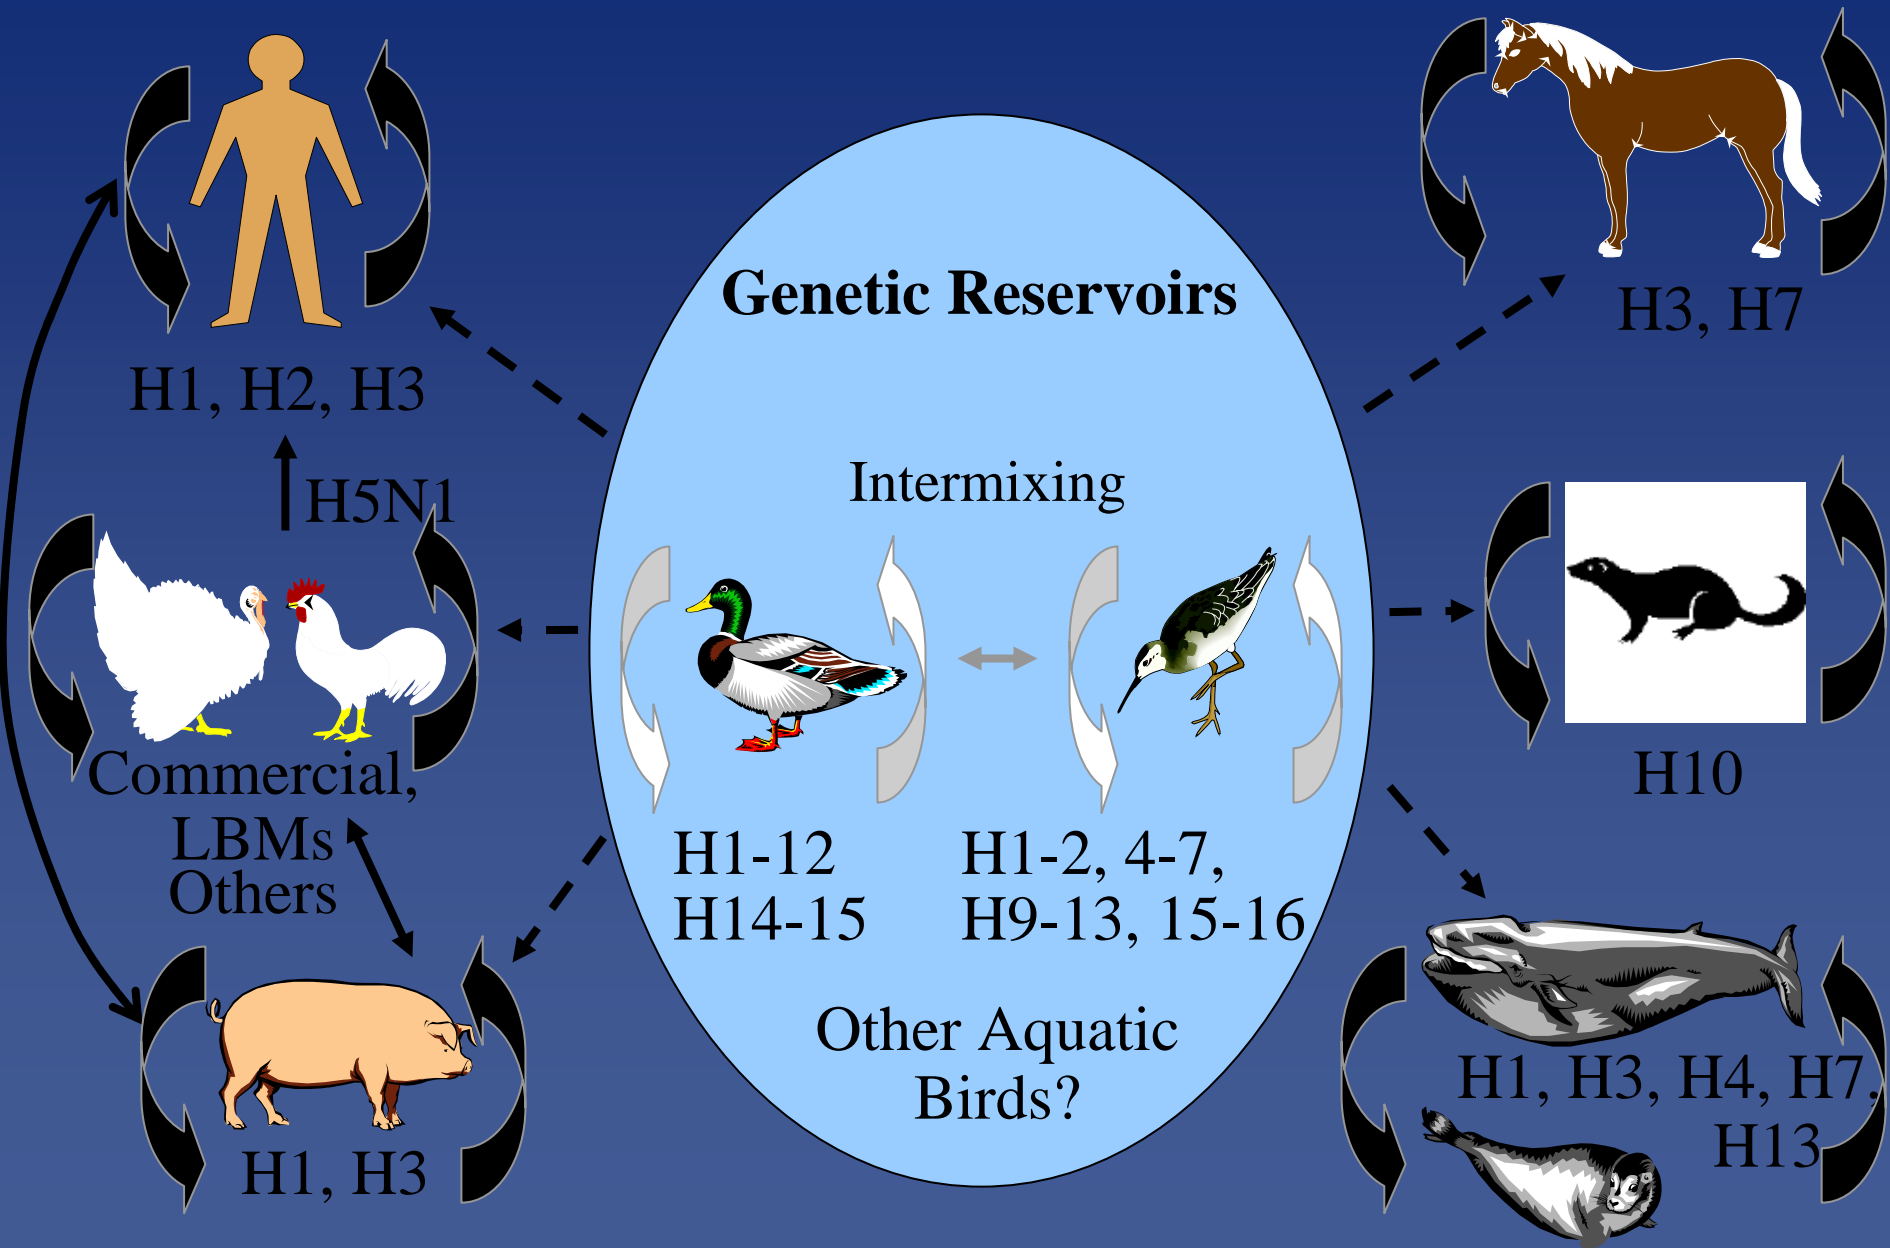 Genetic Reservoirs
Intermixing
H1-12
H14-15
H1-2, 4-7,
H9-13, 15-16
Other Aquatic
Birds?
H1, H2, H3
H5N1
Commercial,
LBMs
Others
H1, H3
H3, H7
H10
H1, H3, H4, H7,
H13